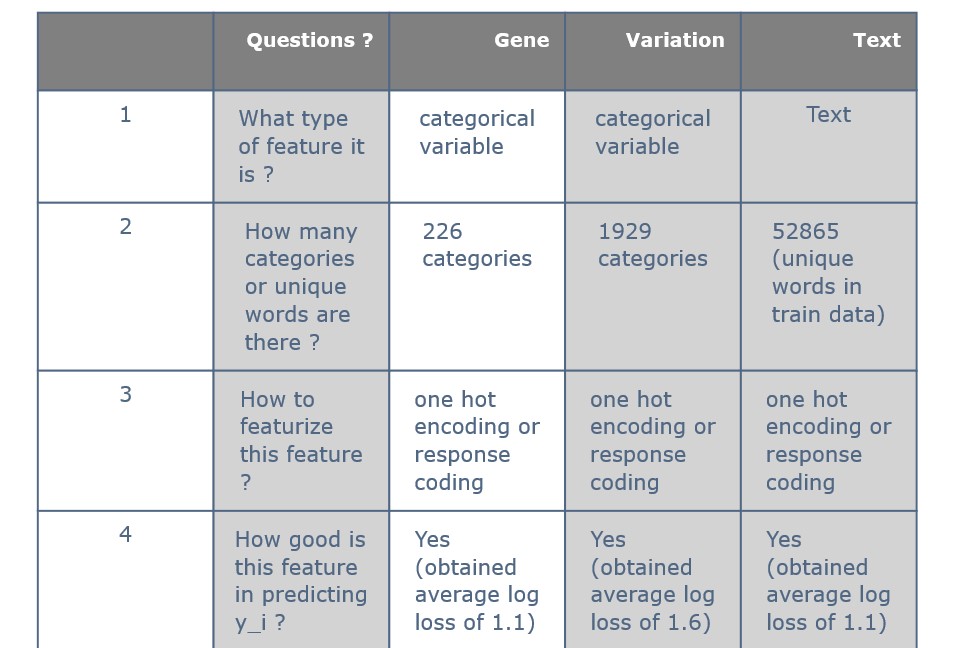 Questions ? Gene Variation Text
1
What type
of feature it
is ?
categorical
variable
categorical
variable
Text
2
How many
categories
or unique
words are
there ?
226
categories
1929
categories
52865
(unique
words in
train data)
3
How to
featurize
this feature
?
one hot
encoding or
response
coding
one hot
encoding or
response
coding
one hot
encoding or
response
coding
4
How good is
this feature
in predicting
y_i ?
Yes
(obtained
average log
loss of 1.1)
Yes
(obtained
average log
loss of 1.6)
Yes
(obtained
average log
loss of 1.1)